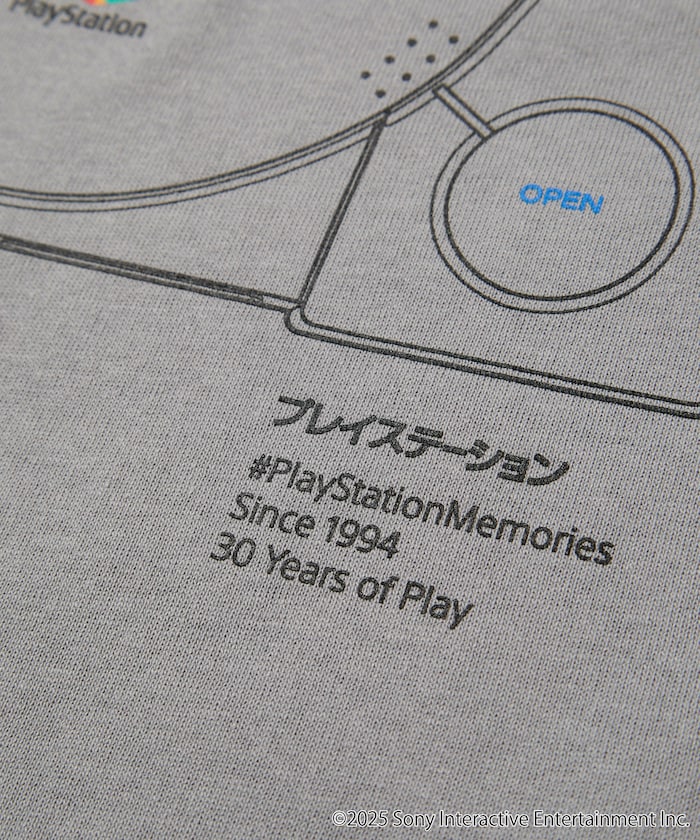 PlayStation
OPEN
プレイステーション
#PlayStationMemories
Since 1994
30 Years of Play
©2025 Sony Interactive Entertainment Inc.